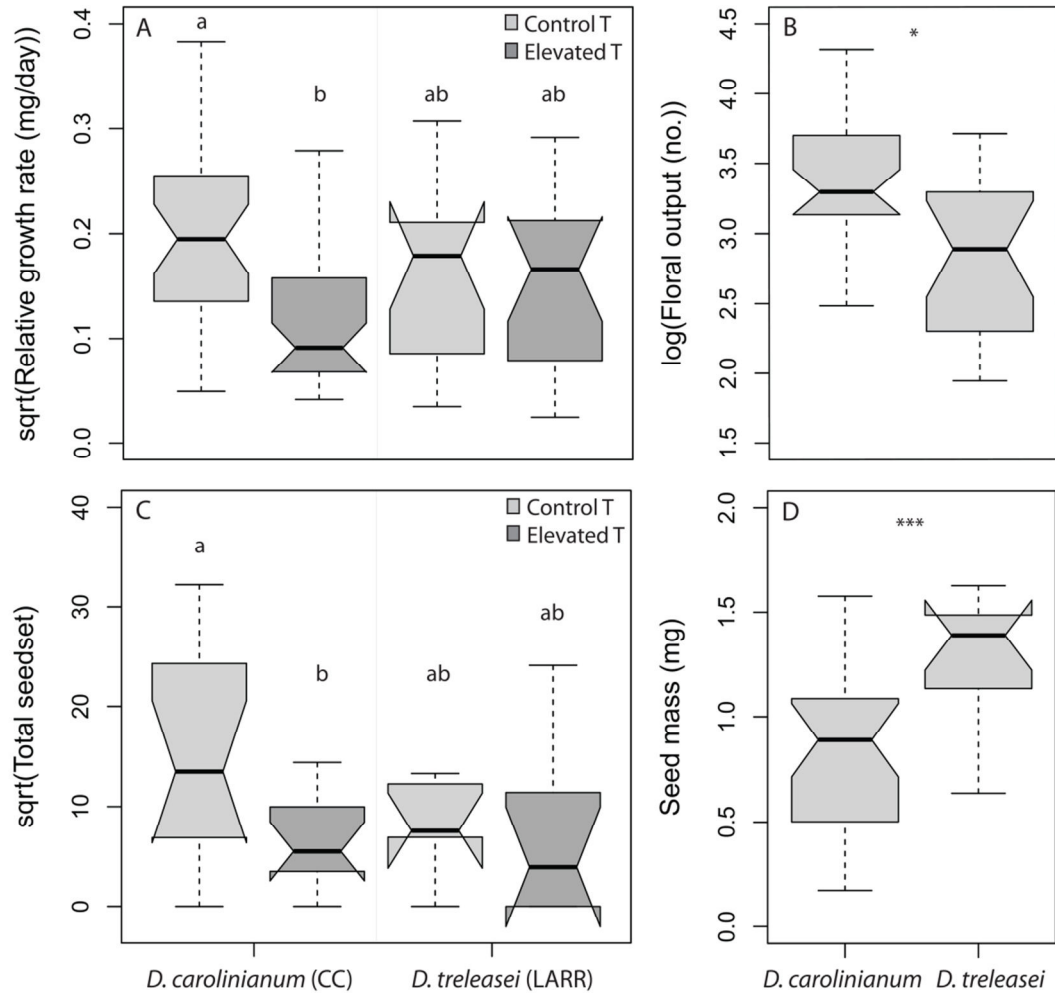 A
a
b
ab
ab
Control T
Elevated T
sqrt(Relative growth rate (mg/day))
0.4
0.3
0.2
0.1
0.0
B
*
log(Floral output (no.))
4.5
4.0
3.5
3.0
2.5
2.0
1.5
C
a
b
ab
ab
Control T
Elevated T
sqrt(Total seedset)
40
30
20
10
0
D. carolinianum (CC)
D. treleasei (LARR)
D
***
Seed mass (mg)
2.0
1.5
1.0
0.5
0.0
D. carolinianum
D. treleasei